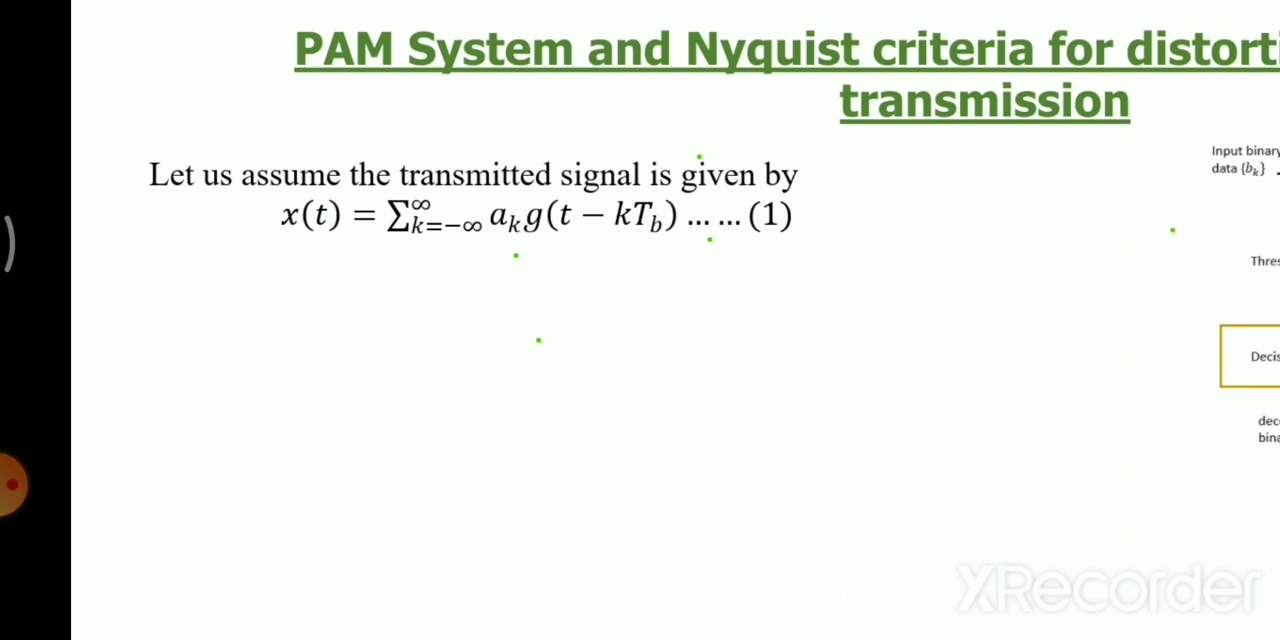 PAM System and Nyquist criteria for distorti
transmission
Let us assume the transmitted signal is given by
x(t) = ∑_{k=−∞}^{∞} a_k g(t − kT_b) … … (1)
Input binary
data {b_k}
Thres
Decis
dec
bina
XRecorder